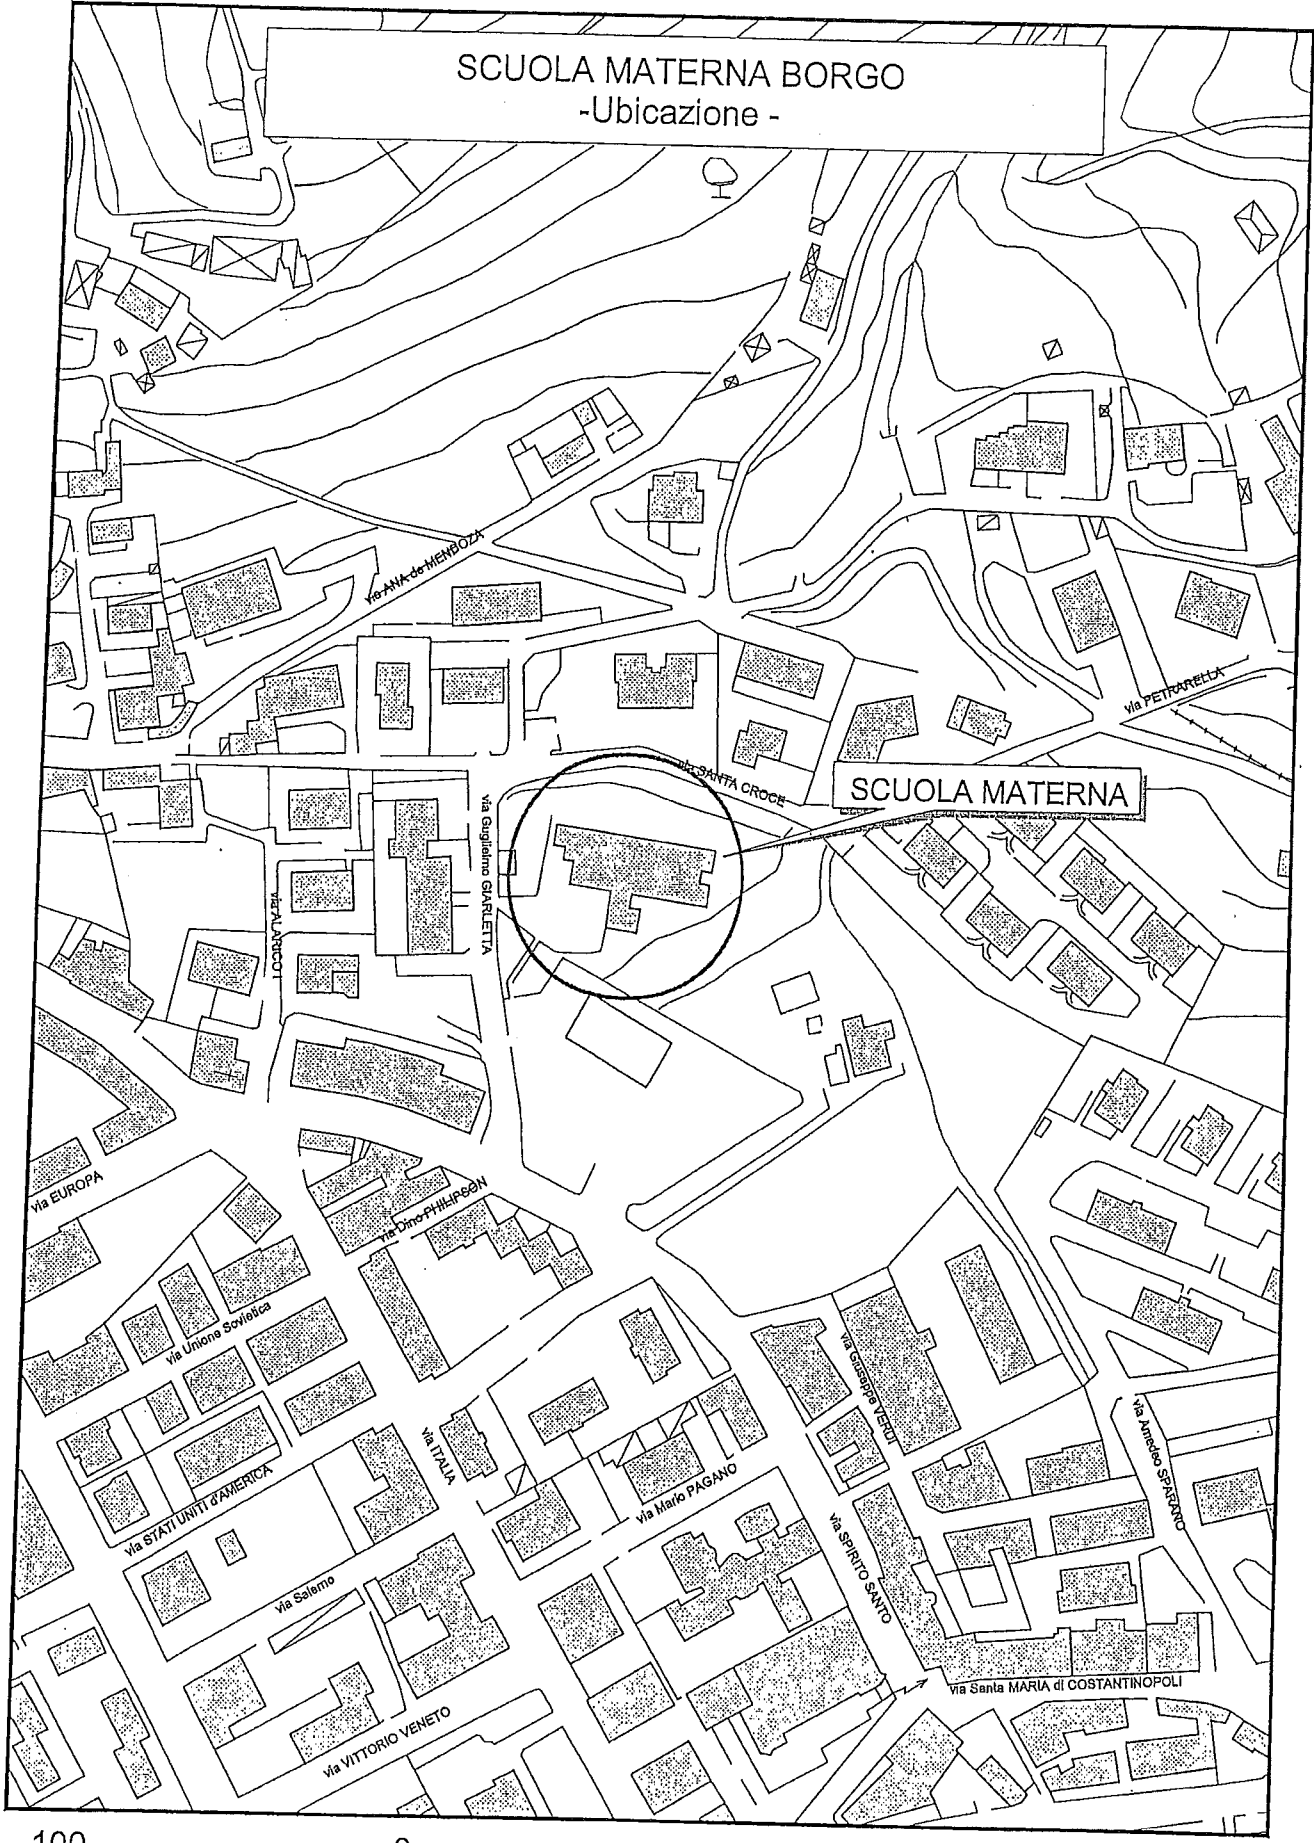 SCUOLA MATERNA BORGO
-Ubicazione -
via ANA de MENDOZA
via PETRARELLA
via SANTA CROCE
SCUOLA MATERNA
via Guglielmo GIARLETTA
via ALARICO I
via EUROPA
via Dino PHILIPSON
via Unione Sovietica
via Giuseppe VERDI
via ITALIA
via Amedeo SPARANO
via STATI UNITI d'AMERICA
via Mario PAGANO
via SPIRITO SANTO
via Salerno
via Santa MARIA di COSTANTINOPOLI
via VITTORIO VENETO